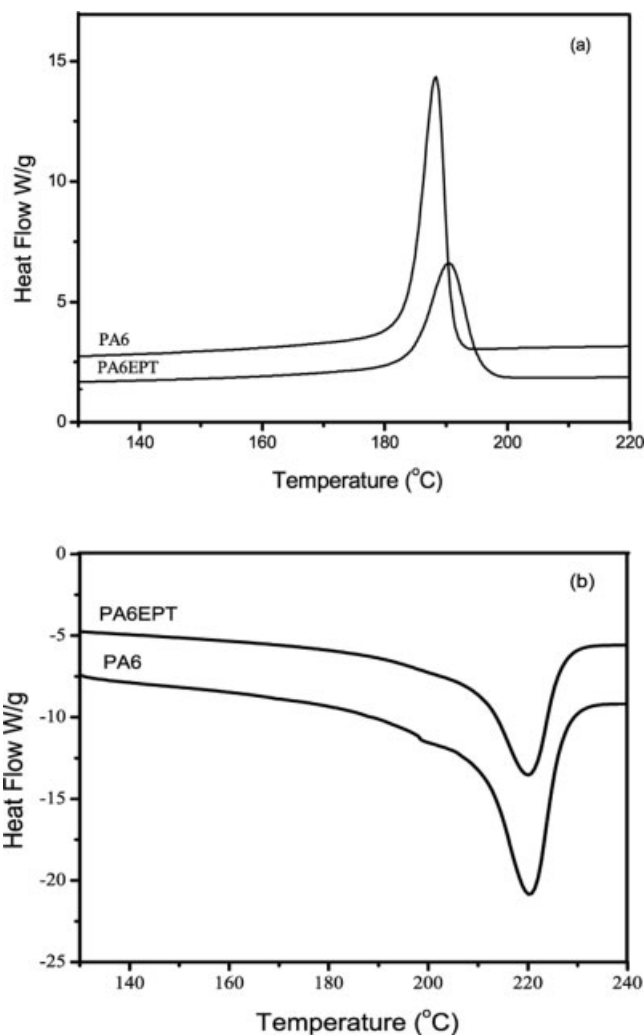 (a)
15
10
5
0
Heat Flow W/g
PA6
PA6EPT
140 160 180 200 220
Temperature (°C)
(b)
0
-5
-10
-15
-20
-25
Heat Flow W/g
PA6EPT
PA6
140 160 180 200 220 240
Temperature (°C)